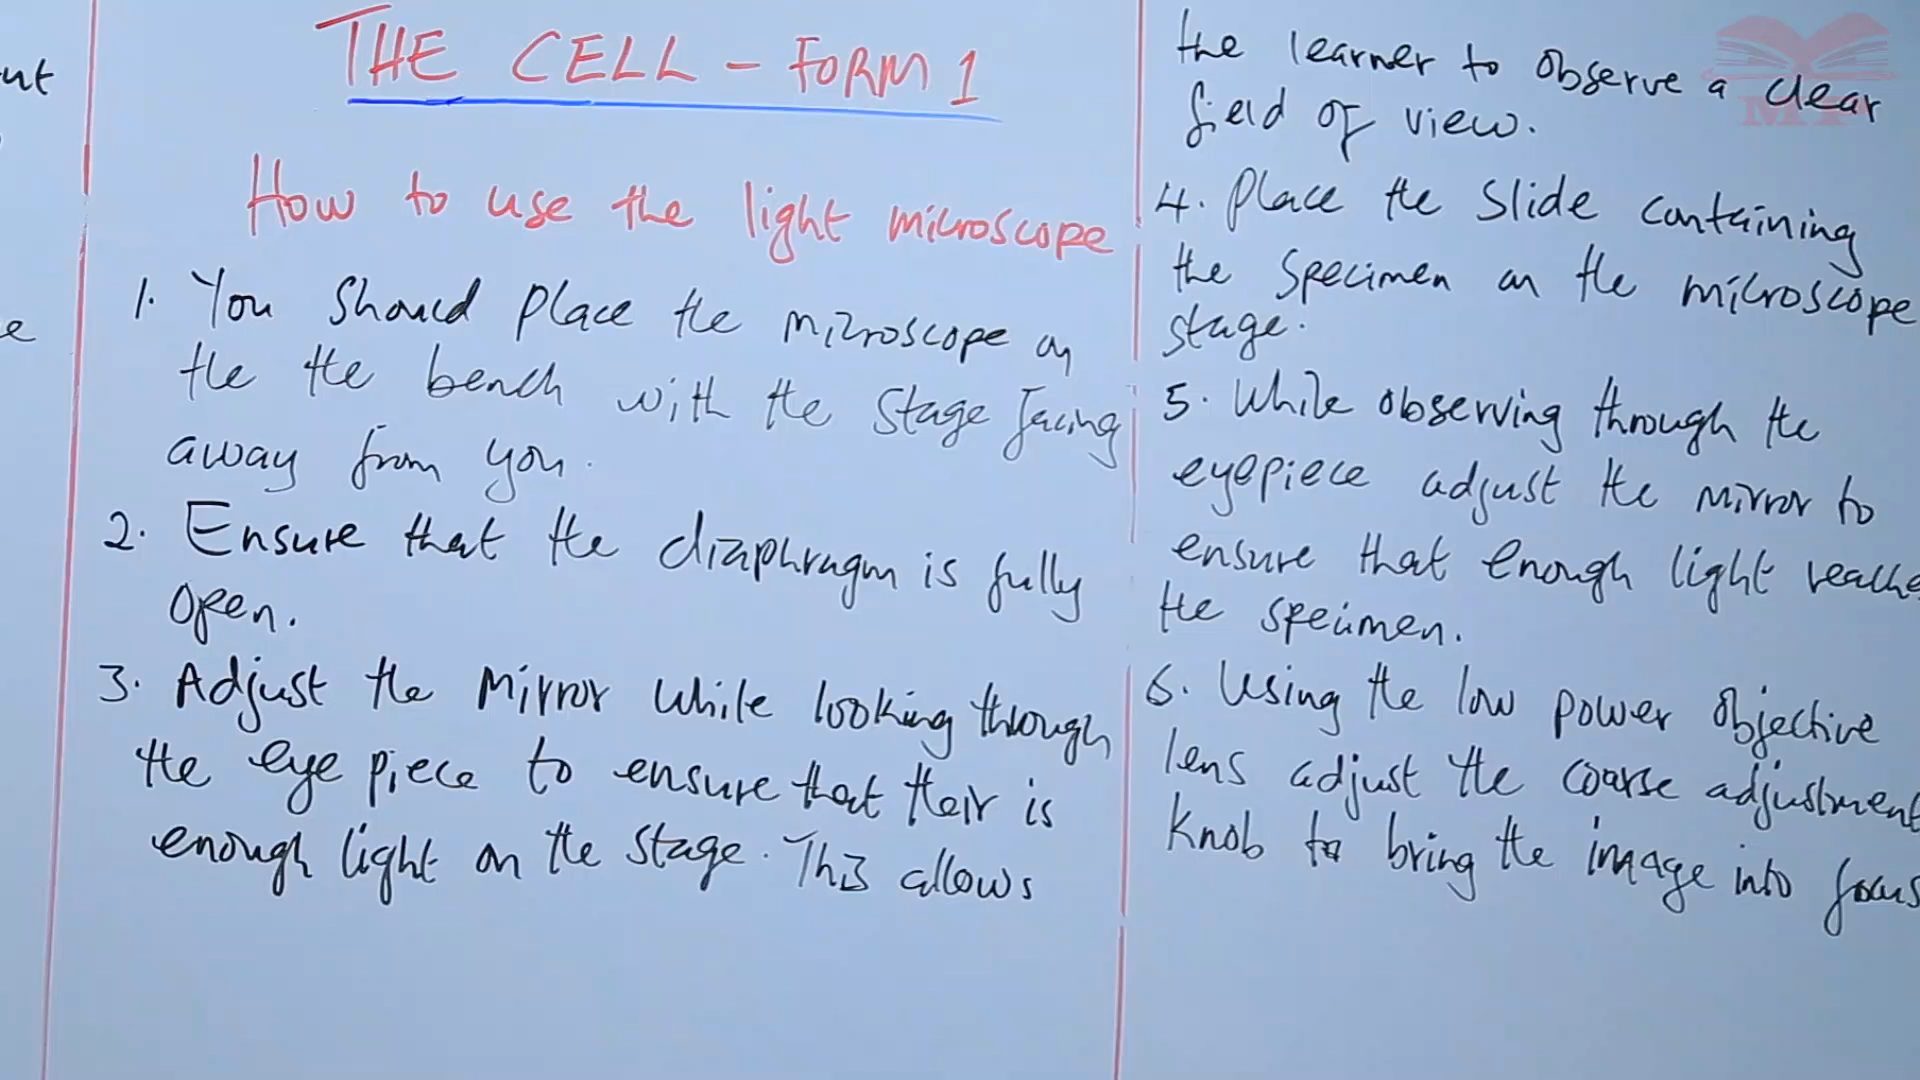 THE CELL - FORM 1
How to use the light microscope
1. You Should place the microscope on
the the bench with the Stage facing
away from you.
2. Ensure that the diaphragm is fully
open.
3. Adjust the Mirror while looking through
the eye piece to ensure that their is
enough light on the stage. This allows
the learner to observe a clear
field of view.
4. Place the Slide containing
the Specimen on the microscope
stage.
5. While observing through the
eyepiece adjust the mirror to
ensure that enough light reache
the specimen.
6. Using the low power objective
lens adjust the coarse adjustment
knob to bring the image into focus
ut
e
MT